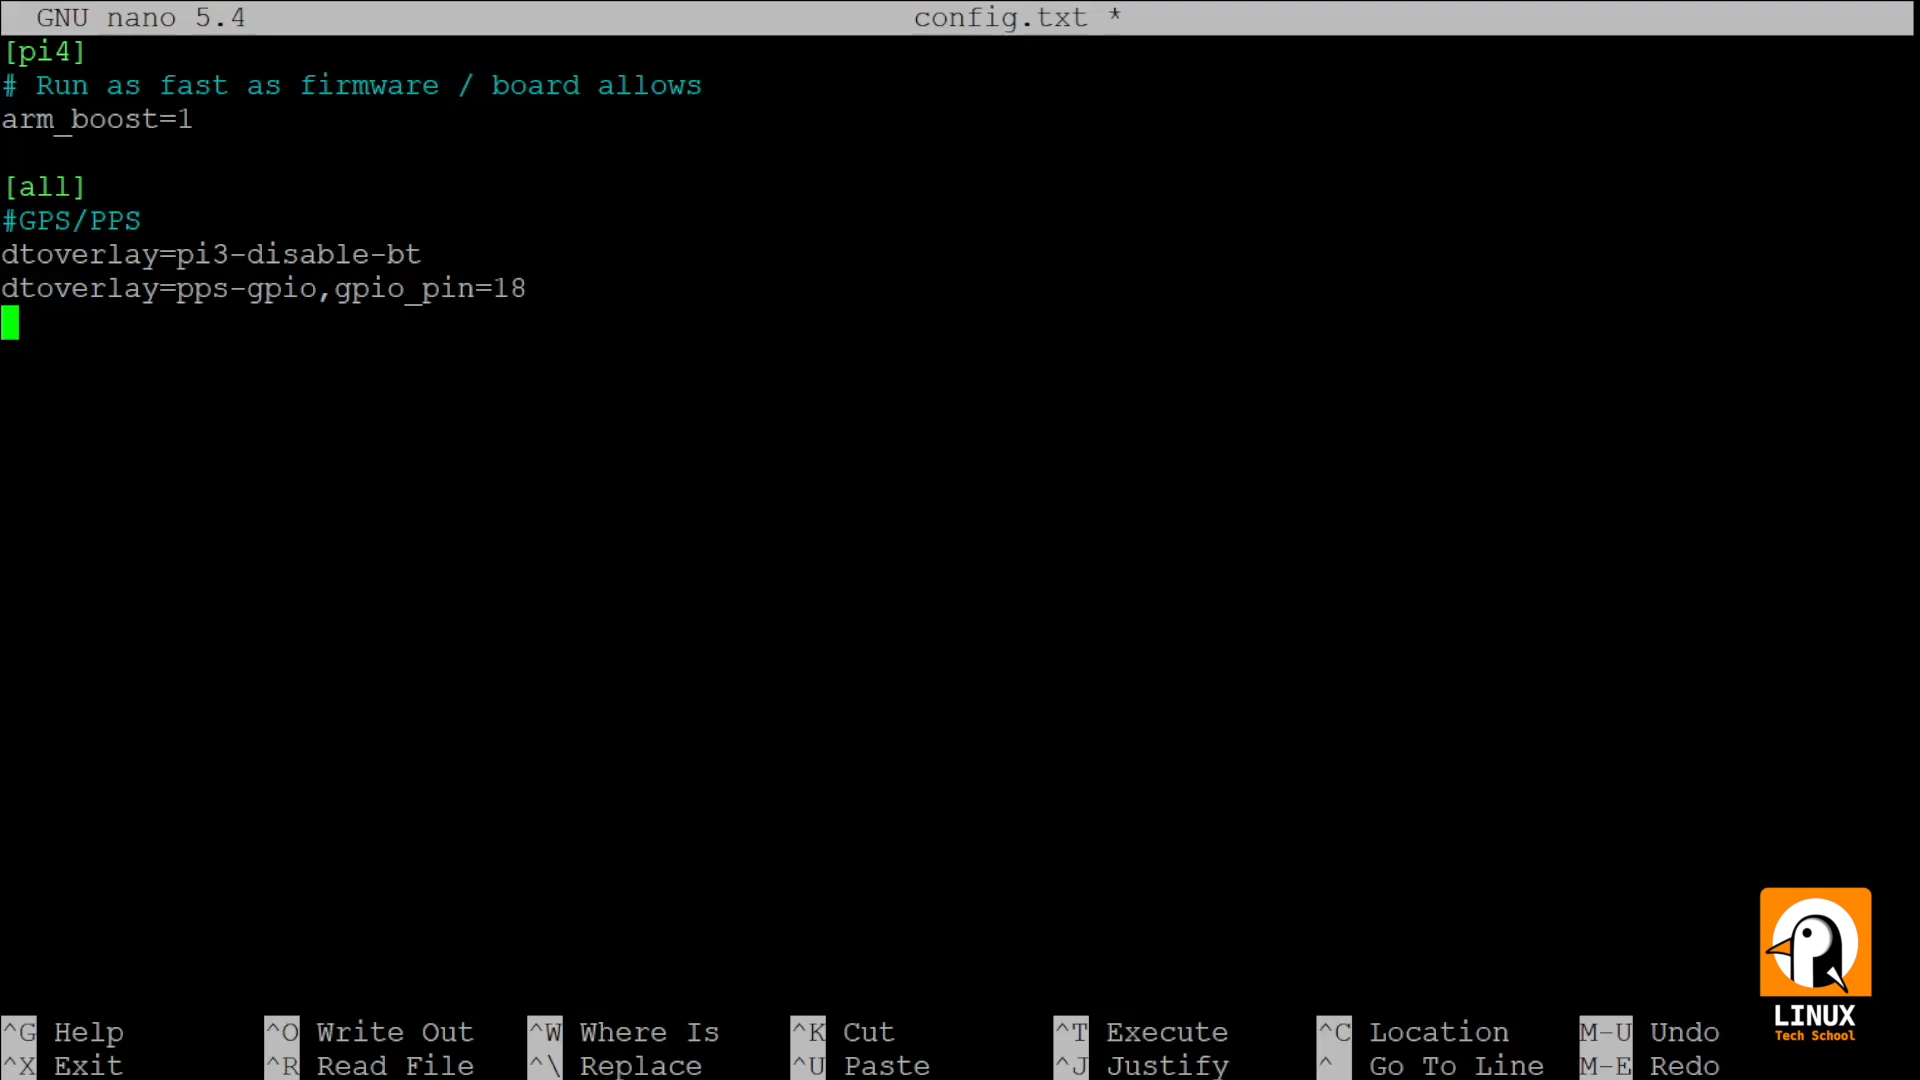 GNU nano 5.4 config.txt *
[pi4]
# Run as fast as firmware / board allows
arm_boost=1
[all]
#GPS/PPS
dtoverlay=pi3-disable-bt
dtoverlay=pps-gpio,gpio_pin=18
^G Help ^O Write Out ^W Where Is ^K Cut ^T Execute ^C Location M-U Undo
^X Exit ^R Read File ^\ Replace ^U Paste ^J Justify ^ Go To Line M-E Redo
LINUX
Tech School